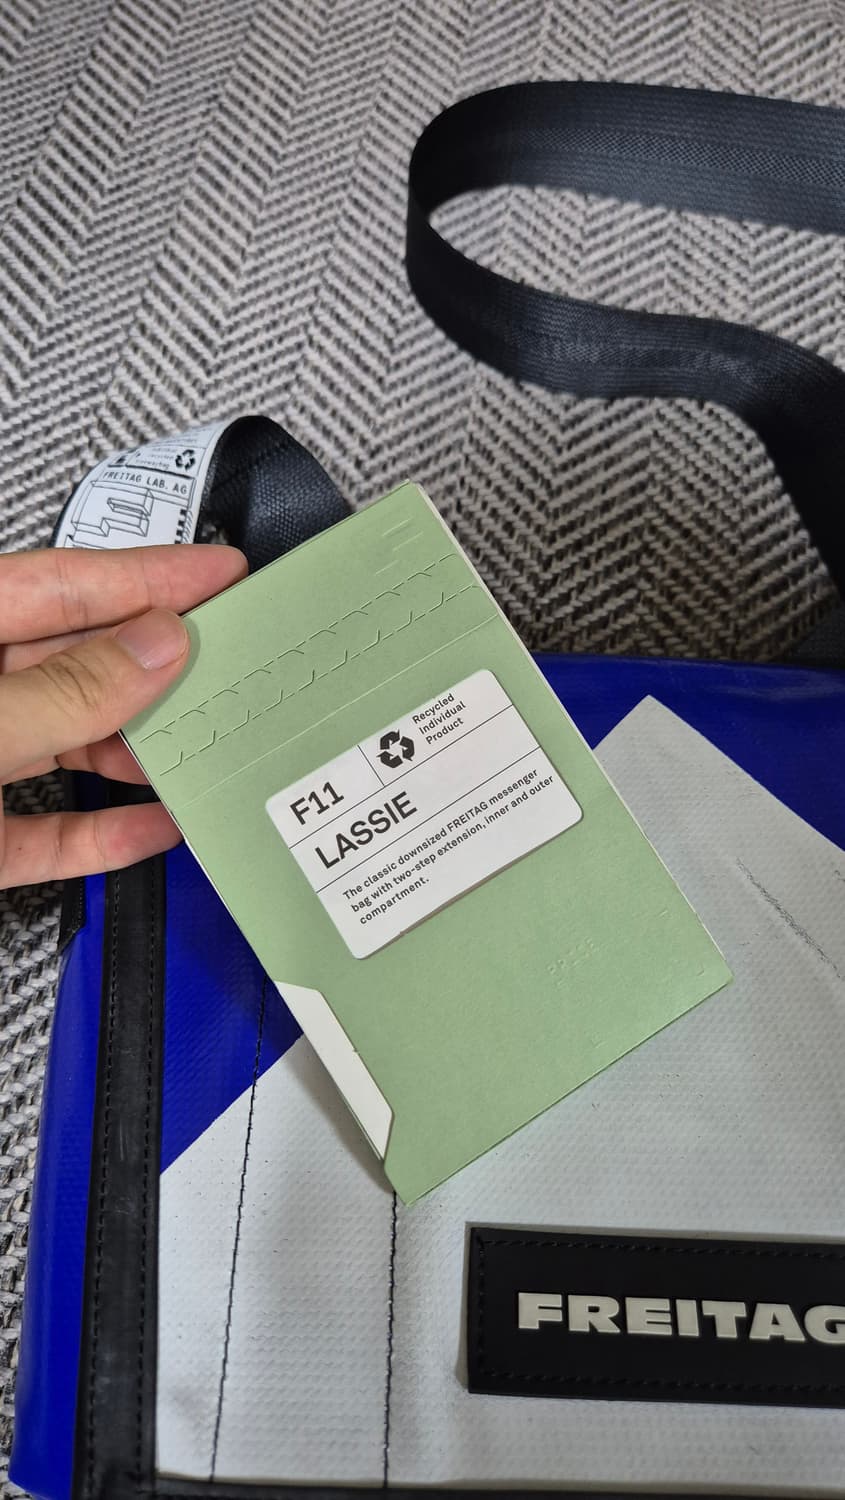 FREITAG LAB. AG
F11
Recycled
Individual
Product
LASSIE
The classic downsized FREITAG messenger
bag with two-step extension, inner and outer
compartment.
PRICE
FREITAG